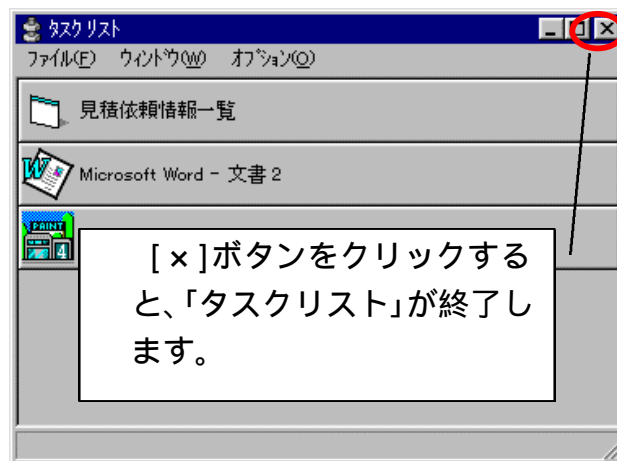 タスク リスト
ファイル(F) ウィンドウ(W) オプション(O)
見積依頼情報一覧
Microsoft Word - 文書 2
PAINT
4
[×]ボタンをクリックする
と、「タスクリスト」が終了し
ます。